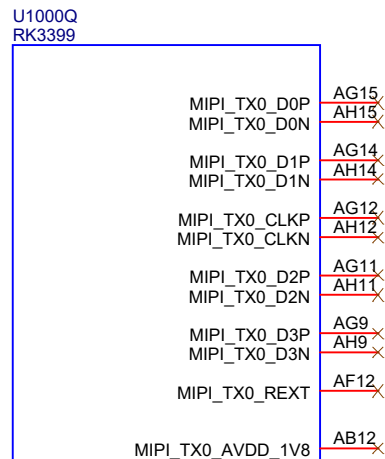 U1000Q
RK3399
MIPI_TX0_D0P AG15
MIPI_TX0_D0N AH15
MIPI_TX0_D1P AG14
MIPI_TX0_D1N AH14
MIPI_TX0_CLKP AG12
MIPI_TX0_CLKN AH12
MIPI_TX0_D2P AG11
MIPI_TX0_D2N AH11
MIPI_TX0_D3P AG9
MIPI_TX0_D3N AH9
MIPI_TX0_REXT AF12
MIPI_TX0_AVDD_1V8 AB12